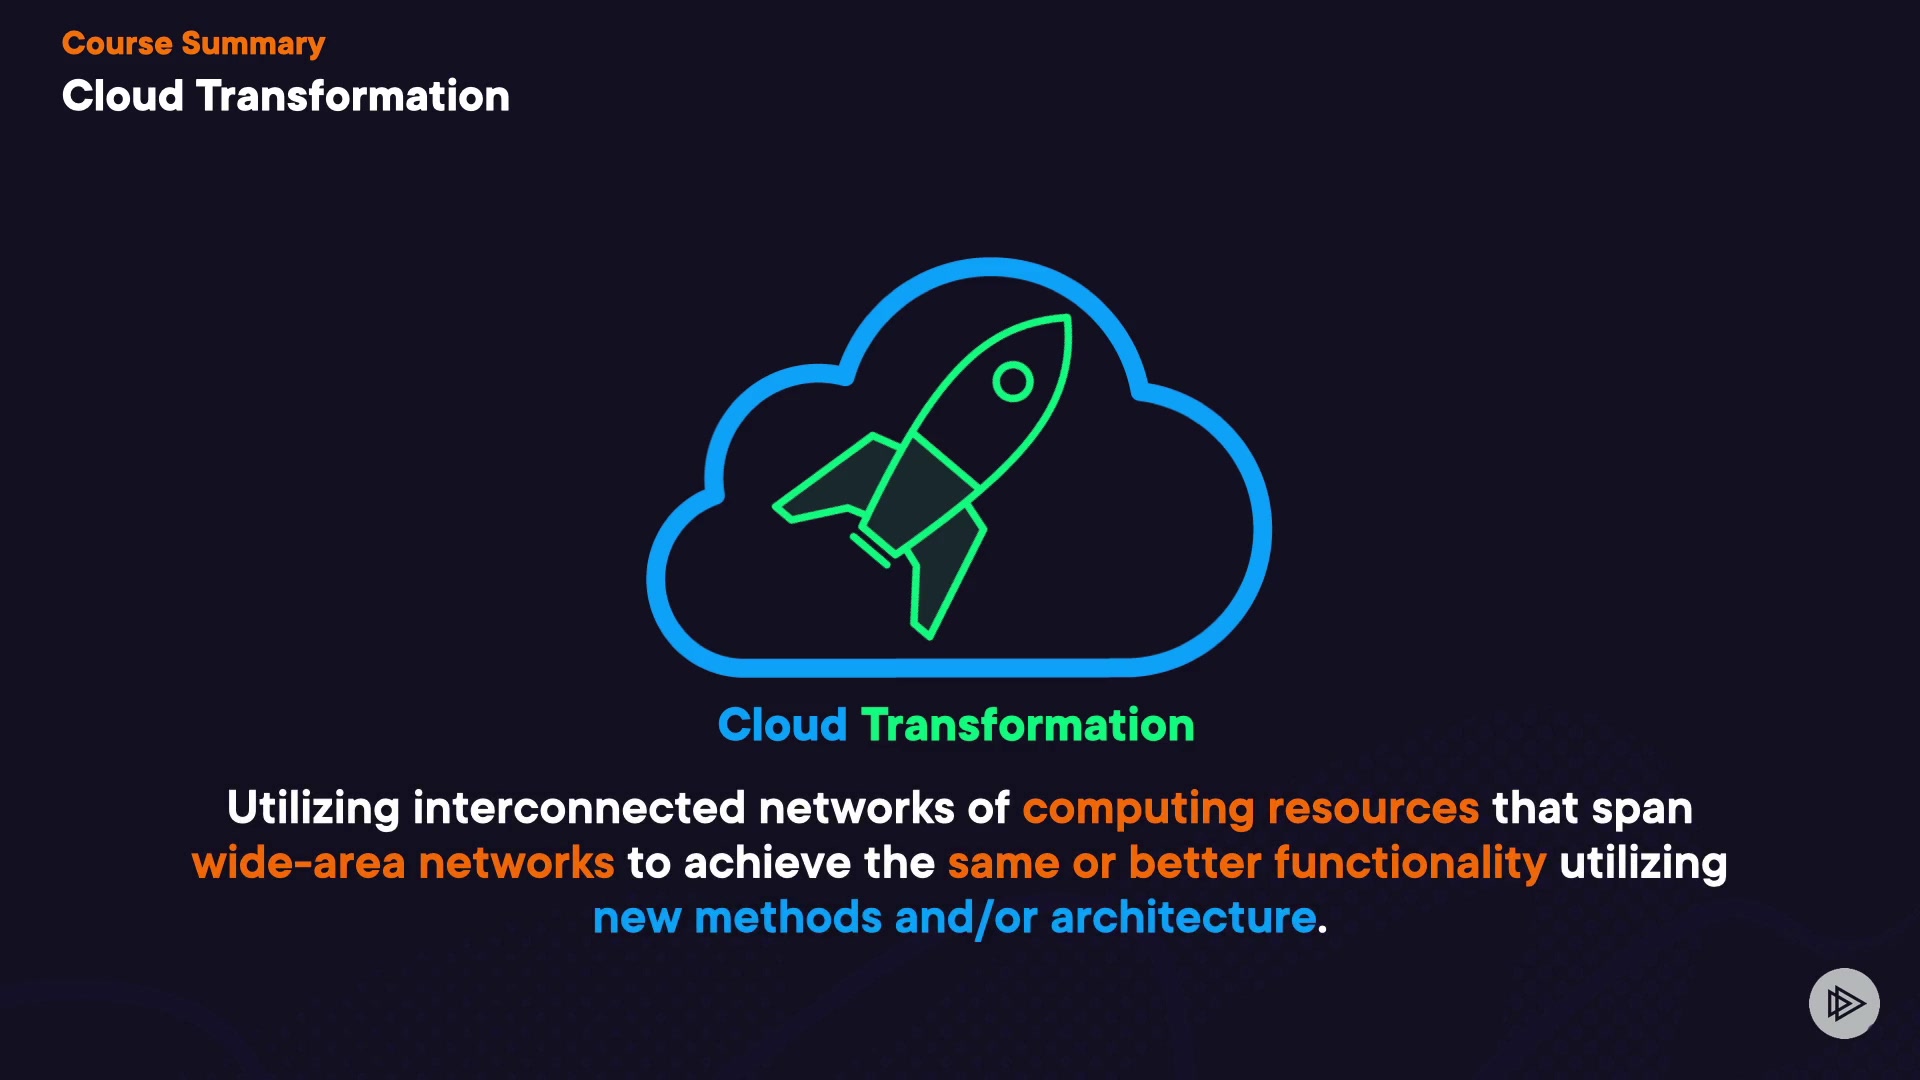 Course Summary
Cloud Transformation
Cloud Transformation
Utilizing interconnected networks of computing resources that span
wide-area networks to achieve the same or better functionality utilizing
new methods and/or architecture.